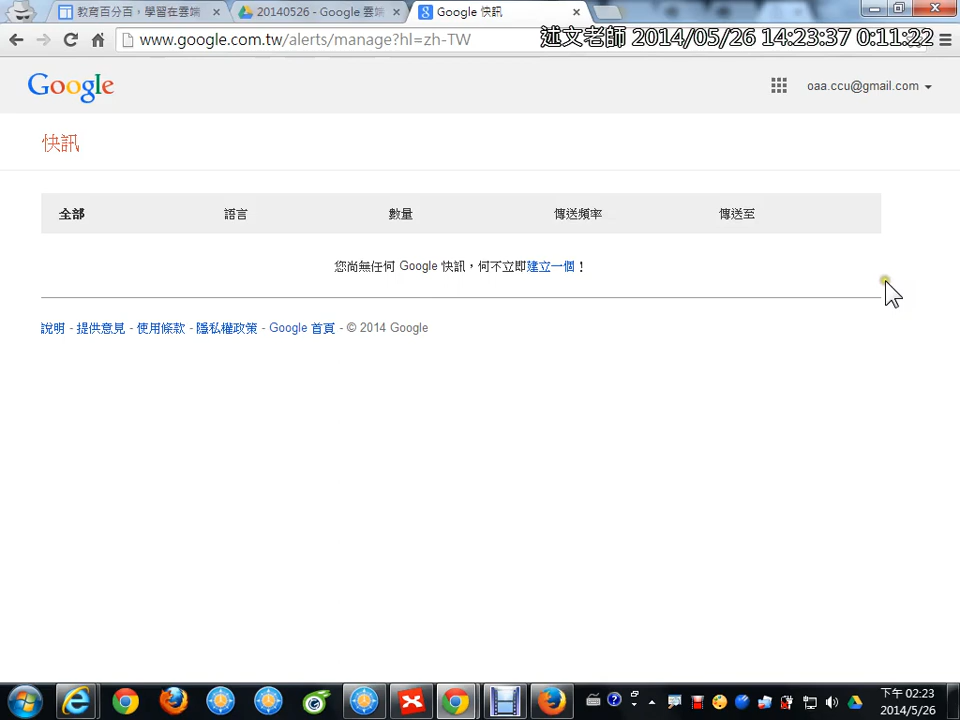 教育百分百，學習在雲端
20140526 - Google 雲端
Google 快訊
www.google.com.tw/alerts/manage?hl=zh-TW
述文老師 2014/05/26 14:23:37 0:11:22
Google
oaa.ccu@gmail.com
快訊
全部 語言 數量 傳送頻率 傳送至
您尚無任何 Google 快訊，何不立即建立一個！
說明 - 提供意見 - 使用條款 - 隱私權政策 - Google 首頁 - © 2014 Google
下午 02:23
2014/5/26